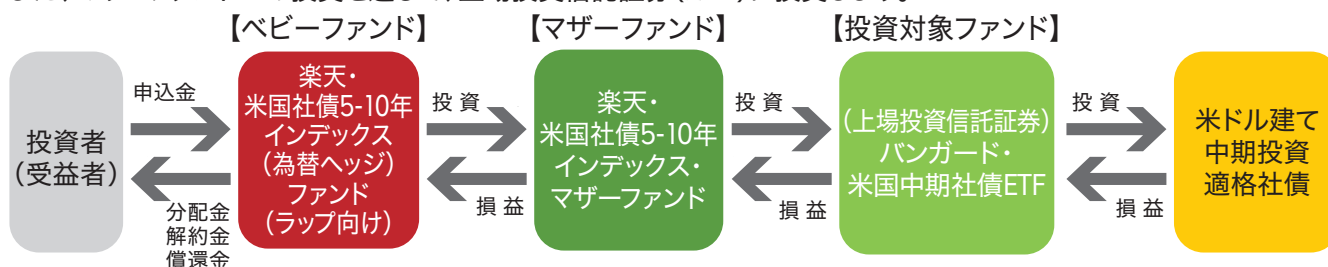 【ベビーファンド】
【マザーファンド】
【投資対象ファンド】
投資者
(受益者)
申込金
分配金
解約金
償還金
楽天・
米国社債5-10年
インデックス
(為替ヘッジ)
ファンド
(ラップ向け)
投 資
損 益
楽天・
米国社債5-10年
インデックス・
マザーファンド
投 資
損 益
(上場投資信託証券)
バンガード・
米国中期社債ETF
投 資
損 益
米ドル建て
中期投資
適格社債